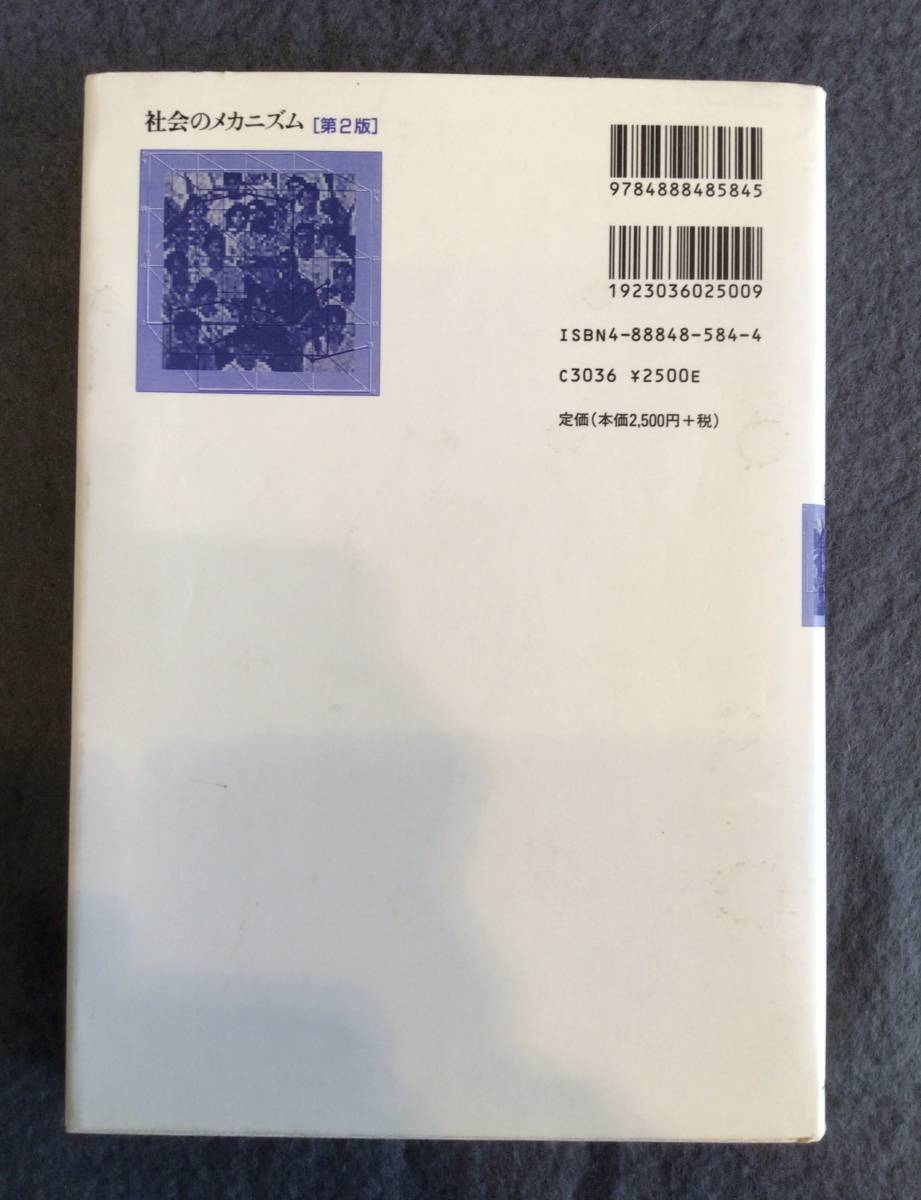 社会のメカニズム [第2版]
9784888485845
1923036025009
ISBN4-88848-584-4
C3036 ¥2500E
定価(本価2,500円+税)